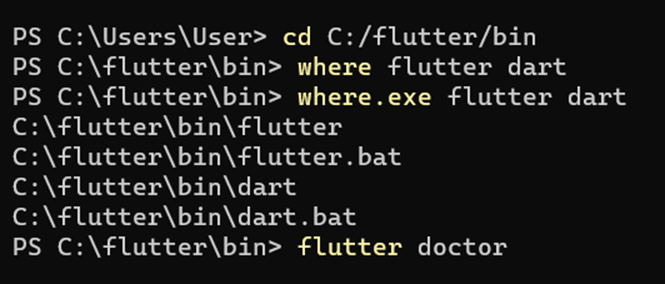 PS C:\Users\User> cd C:/flutter/bin
PS C:\flutter\bin> where flutter dart
PS C:\flutter\bin> where.exe flutter dart
C:\flutter\bin\flutter
C:\flutter\bin\flutter.bat
C:\flutter\bin\dart
C:\flutter\bin\dart.bat
PS C:\flutter\bin> flutter doctor